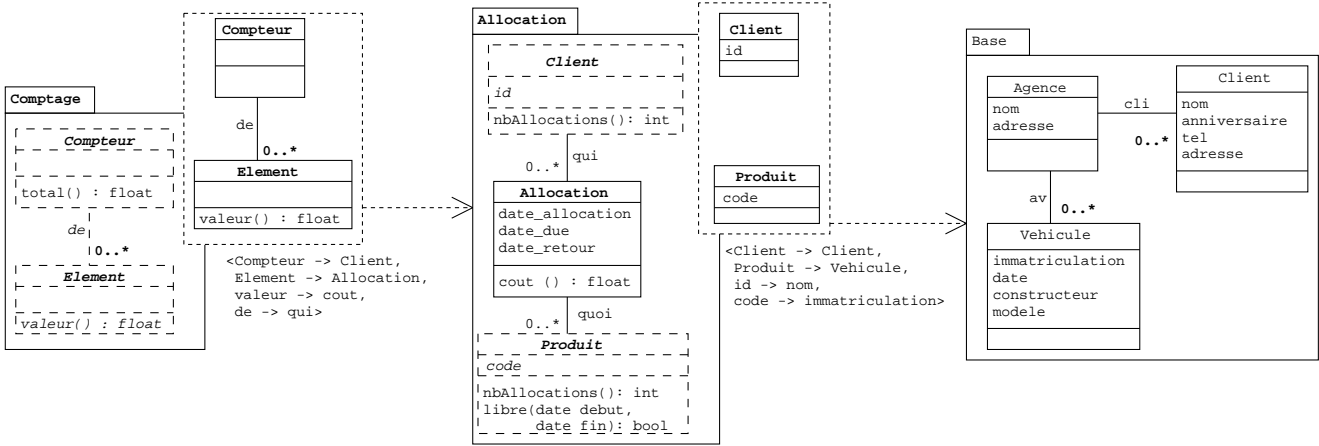 Comptage
Compteur
total() : float
de
0..*
Element
valeur() : float
Compteur
de
0..*
Element
valeur() : float
<Compteur -> Client,
Element -> Allocation,
valeur -> cout,
de -> qui>
Allocation
Client
id
nbAllocations(): int
qui
0..*
Allocation
date_allocation
date_due
date_retour
cout () : float
quoi
0..*
Produit
code
nbAllocations(): int
libre(date debut,
date fin): bool
Client
id
Produit
code
<Client -> Client,
Produit -> Vehicule,
id -> nom,
code -> immatriculation>
Base
Agence
nom
adresse
cli
0..*
Client
nom
anniversaire
tel
adresse
av
0..*
Vehicule
immatriculation
date
constructeur
modele